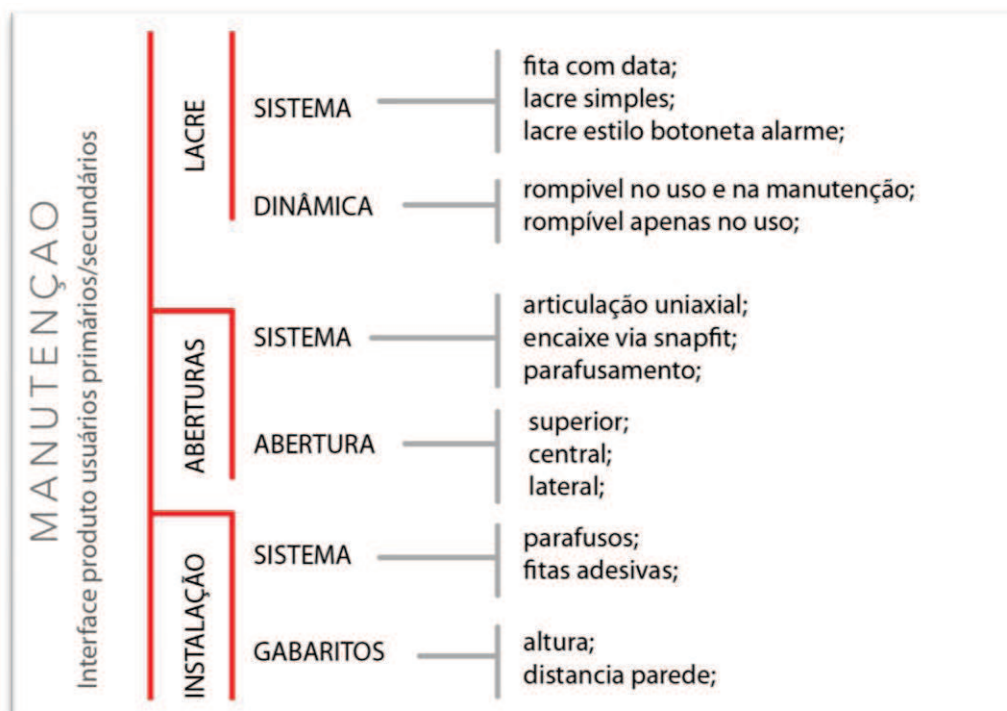 MANUTENÇAO
Interface produto usuários primários/secundários
LACRE
SISTEMA
fita com data;
lacre simples;
lacre estilo botoneta alarme;
DINÂMICA
rompivel no uso e na manutenção;
rompível apenas no uso;
ABERTURAS
SISTEMA
articulação uniaxial;
encaixe via snapfit;
parafusamento;
ABERTURA
superior;
central;
lateral;
INSTALAÇÃO
SISTEMA
parafusos;
fitas adesivas;
GABARITOS
altura;
distancia parede;